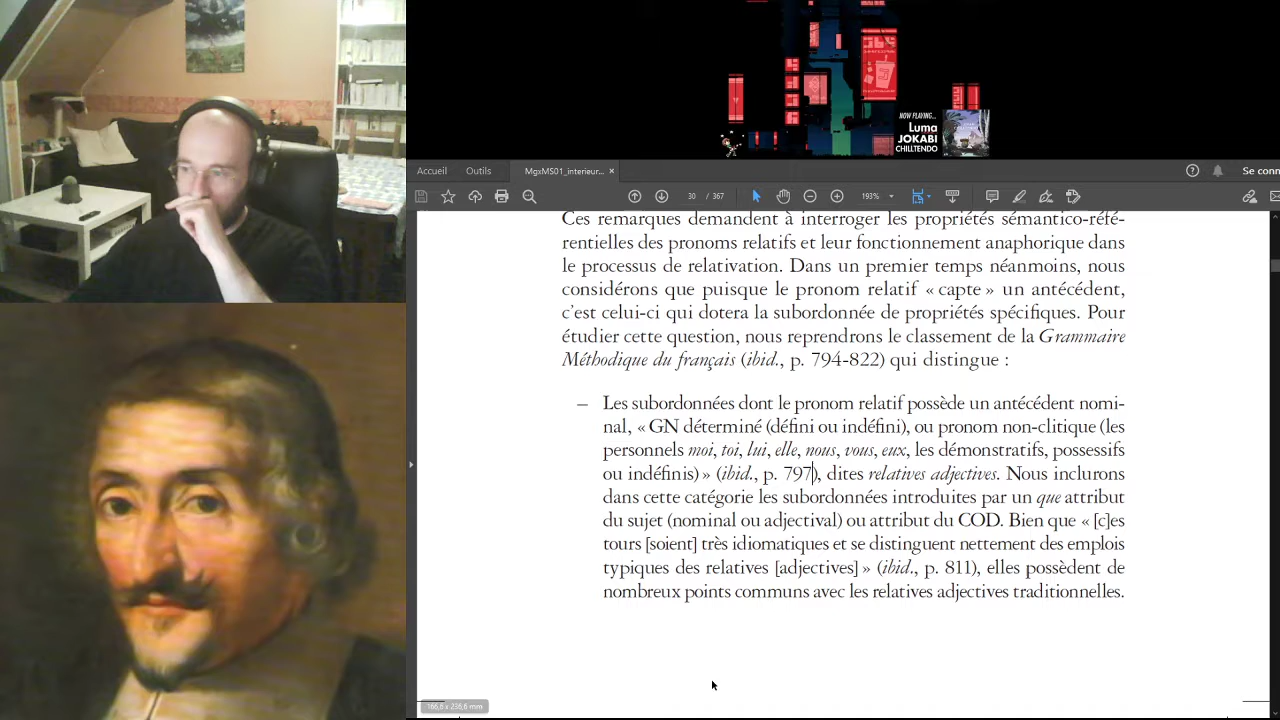 NOW PLAYING...
Luma
JOKABI
CHILLTENDO
Accueil Outils MgxMS01_interieur... ×
30 / 367 193%
Se conn
Ces remarques demandent à interroger les propriétés sémantico-réfé-
rentielles des pronoms relatifs et leur fonctionnement anaphorique dans
le processus de relativation. Dans un premier temps néanmoins, nous
considérons que puisque le pronom relatif « capte » un antécédent,
c’est celui-ci qui dotera la subordonnée de propriétés spécifiques. Pour
étudier cette question, nous reprendrons le classement de la Grammaire
Méthodique du français (ibid., p. 794-822) qui distingue :
– Les subordonnées dont le pronom relatif possède un antécédent nomi-
nal, « GN déterminé (défini ou indéfini), ou pronom non-clitique (les
personnels moi, toi, lui, elle, nous, vous, eux, les démonstratifs, possessifs
ou indéfinis) » (ibid., p. 797), dites relatives adjectives. Nous inclurons
dans cette catégorie les subordonnées introduites par un que attribut
du sujet (nominal ou adjectival) ou attribut du COD. Bien que « [c]es
tours [soient] très idiomatiques et se distinguent nettement des emplois
typiques des relatives [adjectives] » (ibid., p. 811), elles possèdent de
nombreux points communs avec les relatives adjectives traditionnelles.
166,6 x 236,6 mm